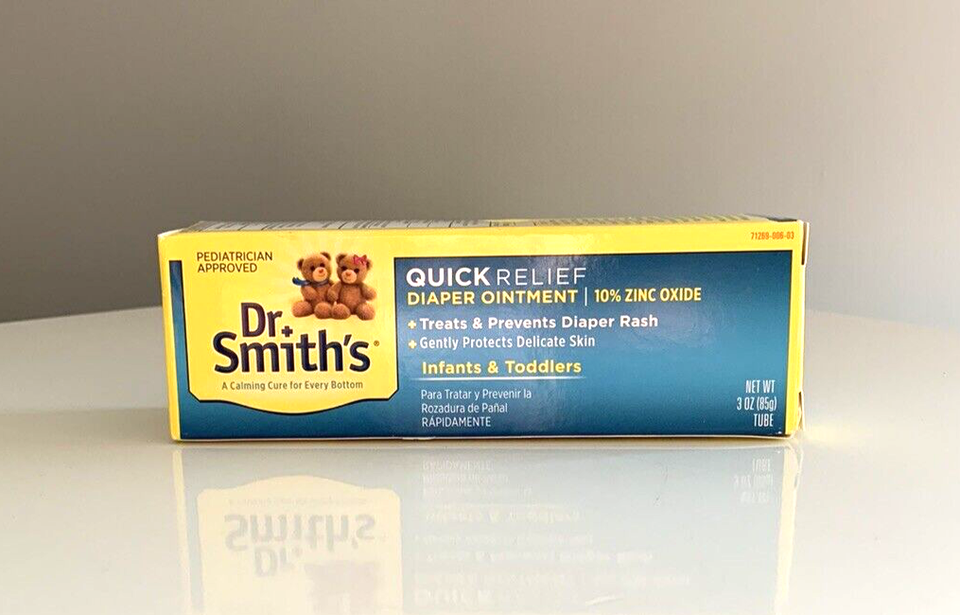 71269-806-03
PEDIATRICIAN
APPROVED
Dr.
Smith's®
A Calming Cure for Every Bottom
QUICK RELIEF
DIAPER OINTMENT | 10% ZINC OXIDE
+ Treats & Prevents Diaper Rash
+ Gently Protects Delicate Skin
Infants & Toddlers
Para Tratar y Prevenir la
Rozadura de Pañal
RÁPIDAMENTE
NET WT
3 OZ (85g)
TUBE